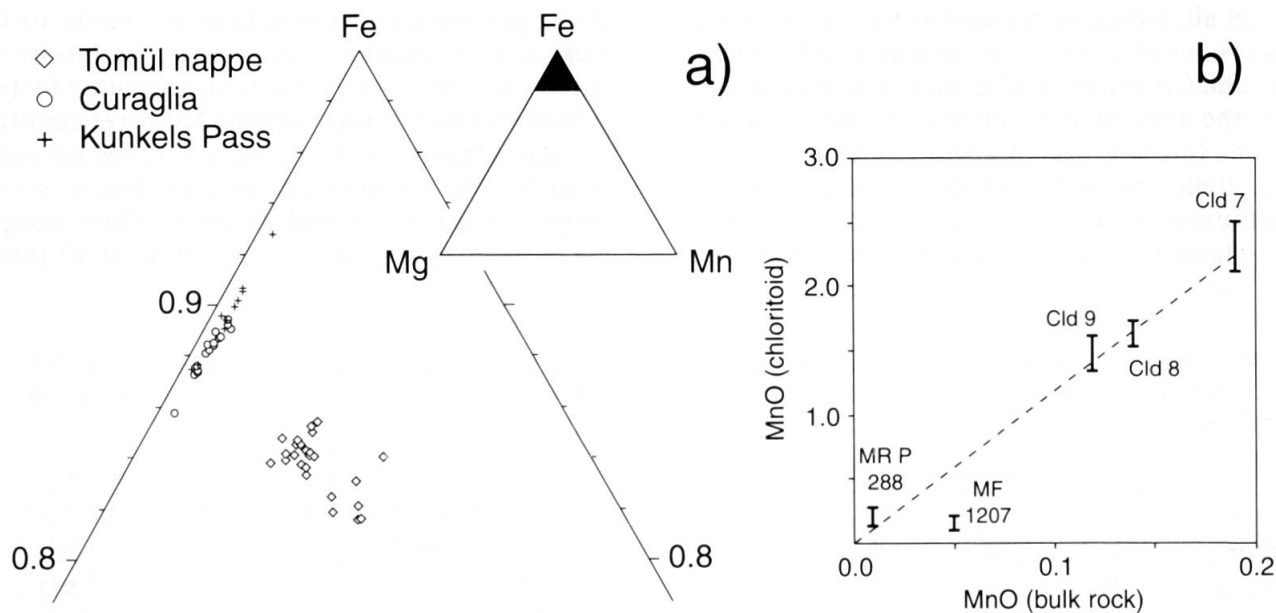 Tomül nappe
Curaglia
Kunkels Pass
a)
Fe
Fe
Mg
Mn
0.9
0.8
0.8
b)
3.0
2.0
1.0
MnO (chloritoid)
Cld 7
Cld 9
Cld 8
MR P
288
MF
1207
0.0
0.1
0.2
MnO (bulk rock)